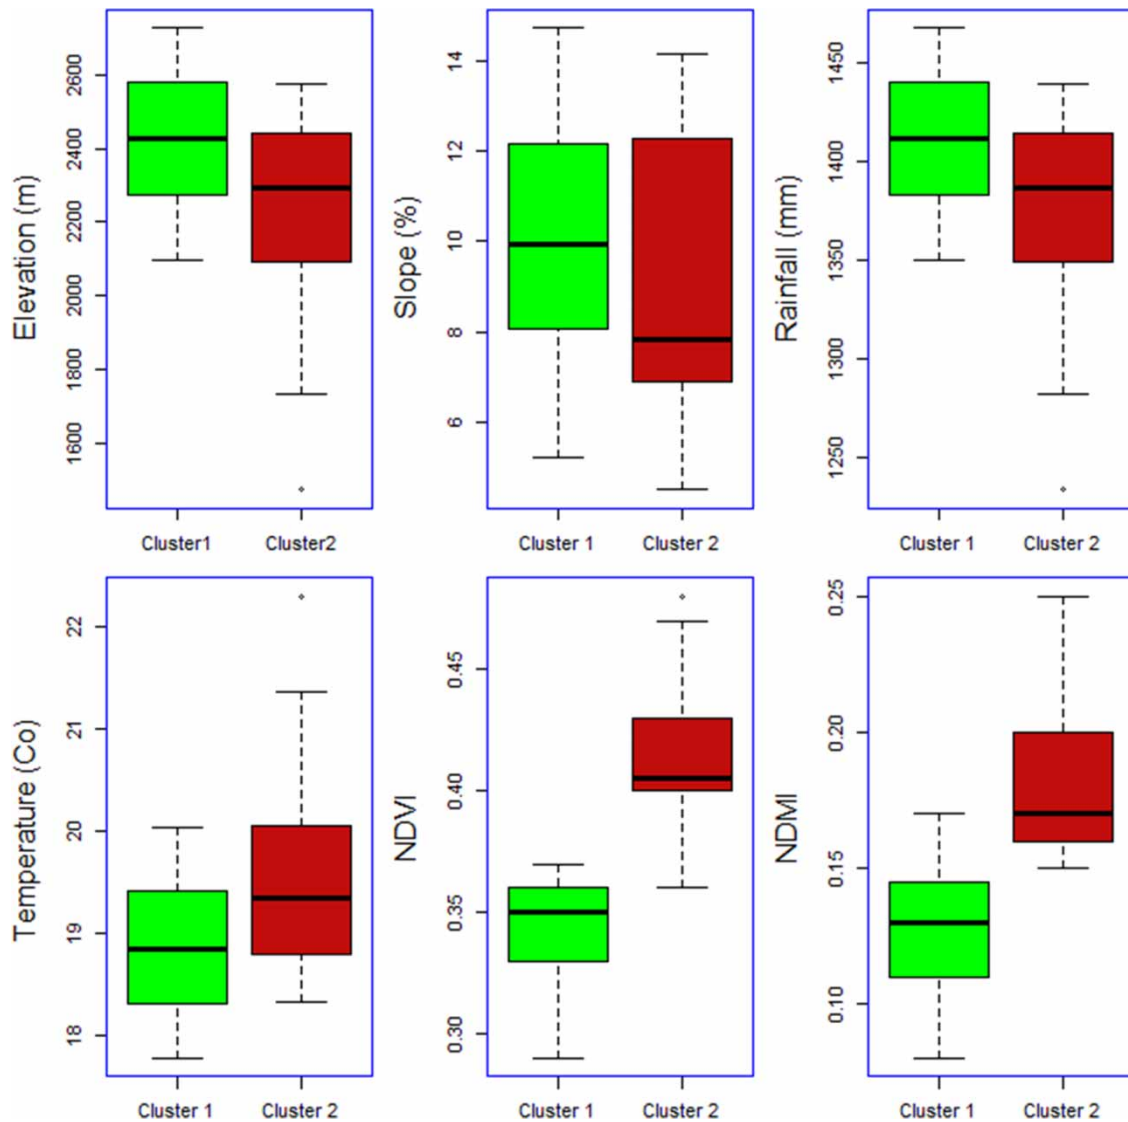 Elevation (m)
2600
2400
2200
2000
1800
1600
Cluster1
Cluster2
Slope (%)
14
12
10
8
6
Cluster 1
Cluster 2
Rainfall (mm)
1450
1400
1350
1300
1250
Cluster 1
Cluster 2
Temperature (Co)
22
21
20
19
18
Cluster 1
Cluster 2
NDVI
0.45
0.40
0.35
0.30
Cluster 1
Cluster 2
NDMI
0.25
0.20
0.15
0.10
Cluster 1
Cluster 2